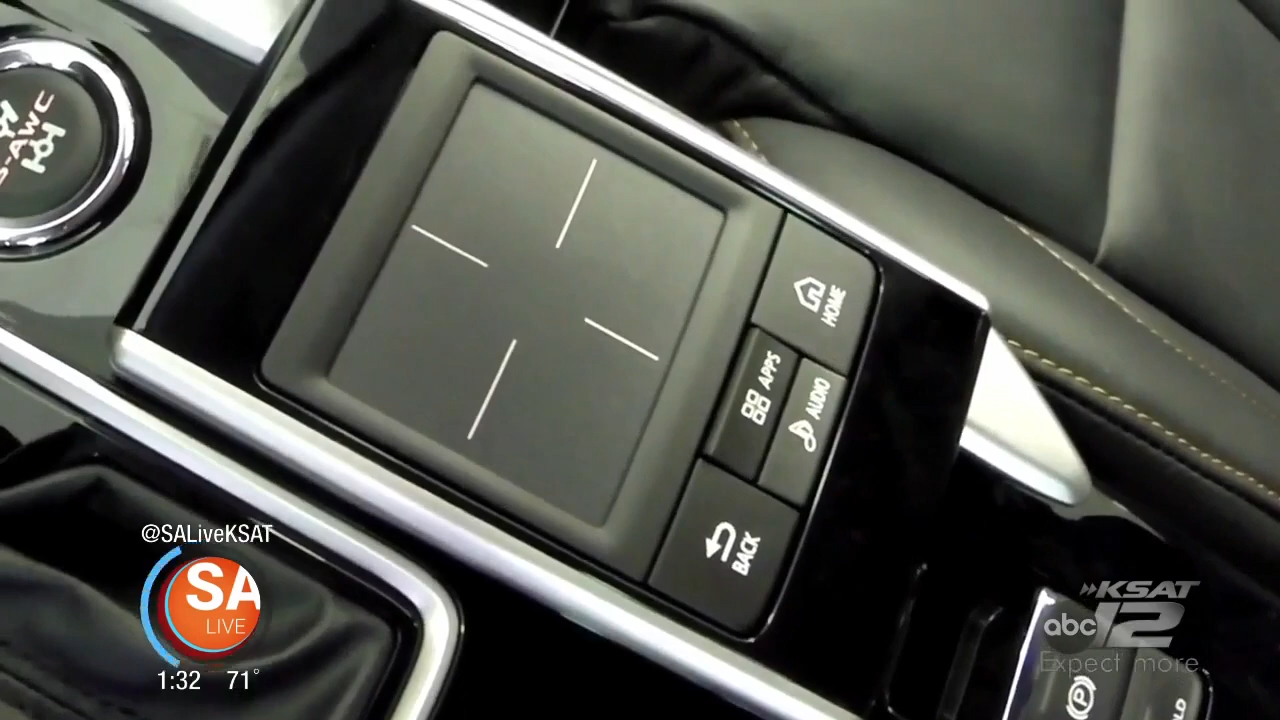 S-AWC
HOME
APPS
AUDIO
BACK
@SALiveKSAT
SA
LIVE
1:32 71°
KSAT
abc 12
Expect more.
P